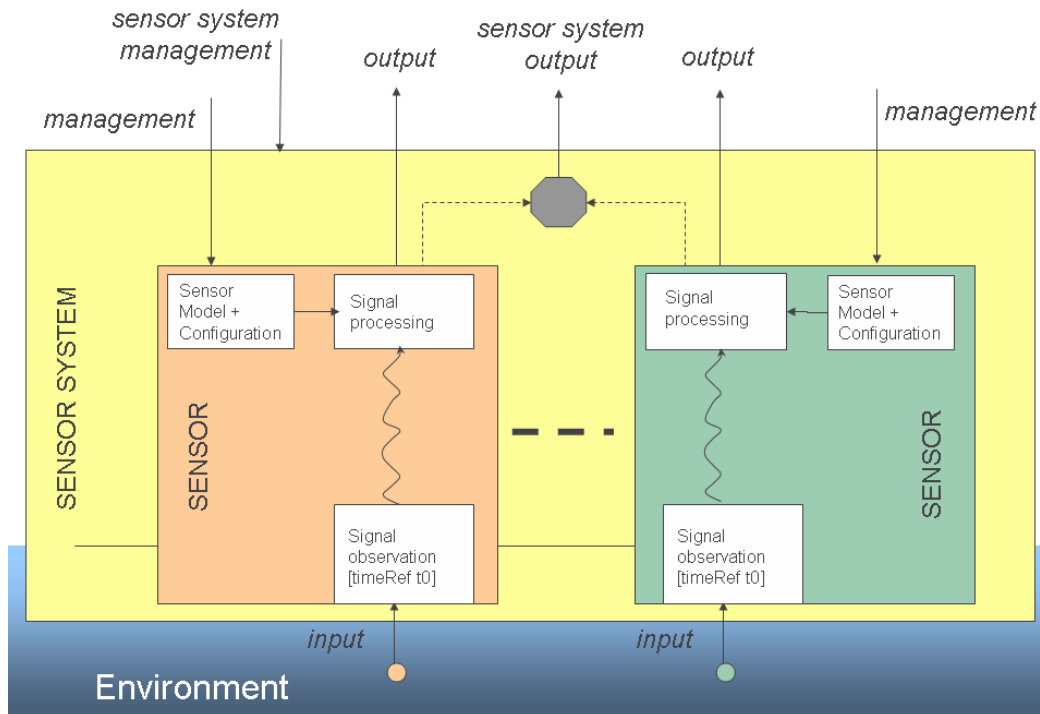 sensor system
management
output
sensor system
output
output
management
management
SENSOR SYSTEM
Sensor
Model +
Configuration
Signal
processing
SENSOR
Signal
observation
[timeRef t0]
Signal
processing
Sensor
Model +
Configuration
SENSOR
Signal
observation
[timeRef t0]
input
input
Environment